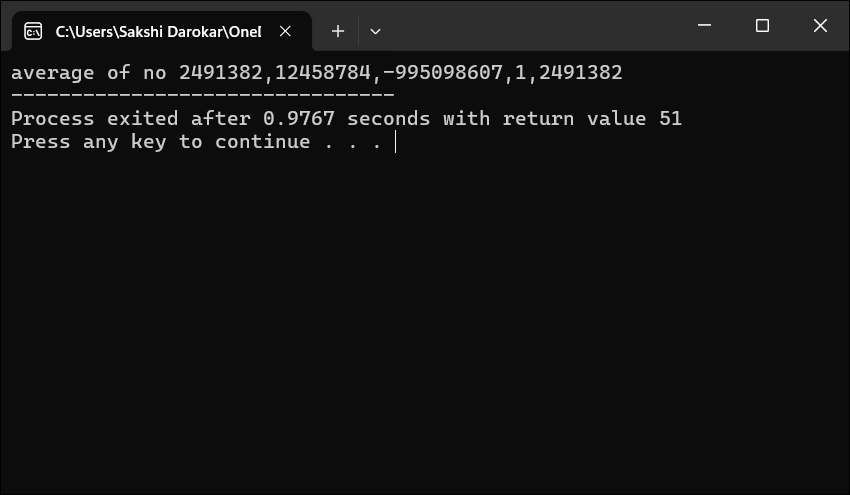 C:\Users\Sakshi Darokar\OneI
average of no 2491382,12458784,-995098607,1,2491382
--------------------------------
Process exited after 0.9767 seconds with return value 51
Press any key to continue . . .